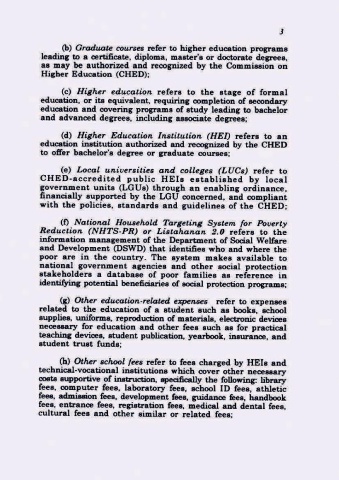 3
(b) Graduate courses refer to higher education programs
leading to a certificate, diploma, master's or doctorate degrees,
as may be authorized and recognized by the Commission on
Higher Education (CHED);
(c) Higher education refers to the stage of formal
education, or its equivalent, requiring completion of secondary
education and covering programs of study leading to bachelor
and advanced degrees, including associate degrees;
(d) Higher Education Institution (HEI) refers to an
education institution authorized and recognized by the CHED
to offer bachelor's degree or graduate courses;
(e) Local universities and colleges (LUCs) refer to
CHED-accredited public HEIs established by local
government units (LGUs) through an enabling ordinance,
financially supported by the LGU concerned, and compliant
with the policies, standards and guidelines of the CHED;
(f) National Household Targeting System for Poverty
Reduction (NHTS-PR) or Listahanan 2.0 refers to the
information management of the Department of Social Welfare
and Development (DSWD) that identifies who and where the
poor are in the country. The system makes available to
national government agencies and other social protection
stakeholders a database of poor families as reference in
identifying potential beneficiaries of social protection programs;
(g) Other education-related expenses refer to expenses
related to the education of a student such as books, school
supplies, uniforms, reproduction of materials, electronic devices
necessary for education and other fees such as for practical
teaching devices, student publication, yearbook, insurance, and
student trust funds;
(h) Other school fees refer to fees charged by HEIs and
technical-vocational institutions which cover other necessary
costs supportive of instruction, specifically the following: library
fees, computer fees, laboratory fees, school ID fees, athletic
fees, admission fees, development fees, guidance fees, handbook
fees, entrance fees, registration fees, medical and dental fees,
cultural fees and other similar or related fees;